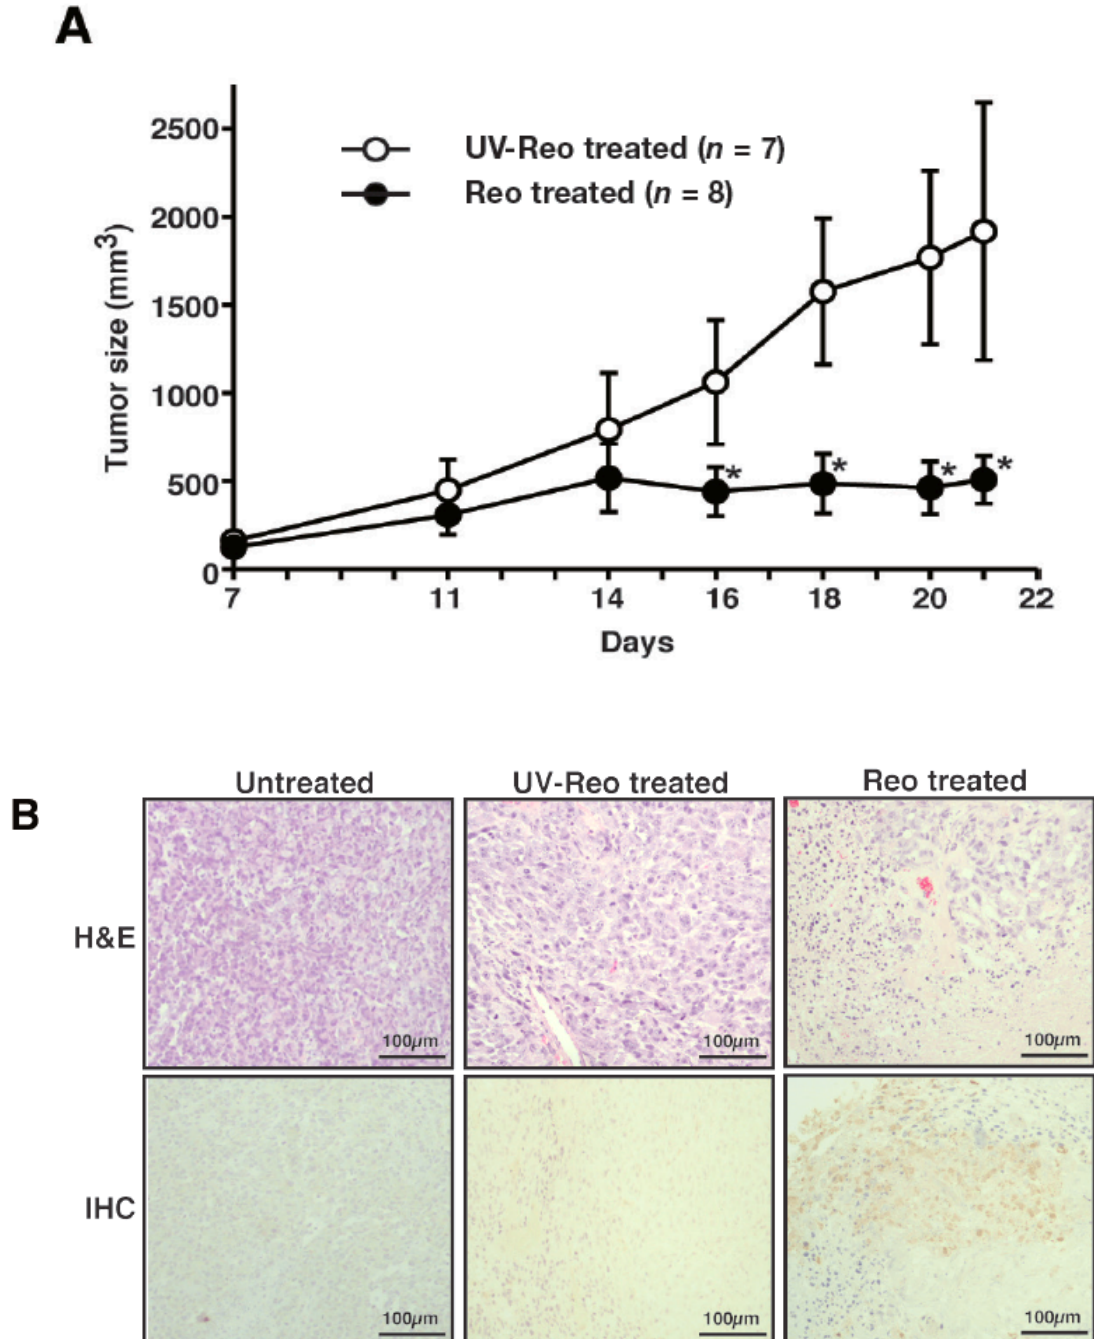 A
2500
UV-Reo treated (n = 7)
Reo treated (n = 8)
2000
1500
1000
500
0
Tumor size (mm3)
*
*
*
*
7
11
14
16
18
20
22
Days
B
Untreated
UV-Reo treated
Reo treated
H&E
100µm
100µm
100µm
IHC
100µm
100µm
100µm